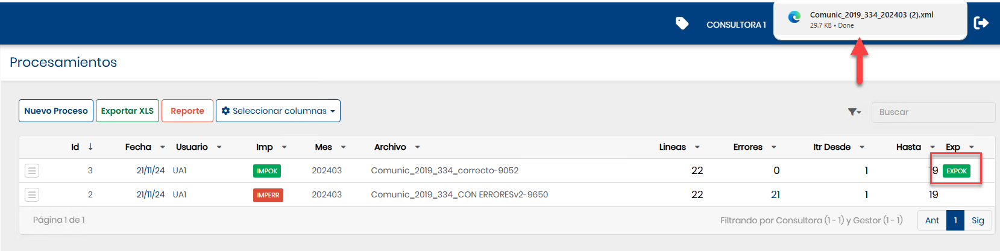 CONSULTORA 1
Comunic_2019_334_202403 (2).xml
29.7 KB • Done
Procesamientos
Nuevo Proceso Exportar XLS Reporte Seleccionar columnas
Buscar
Id Fecha Usuario Imp Mes Archivo Lineas Errores Itr Desde Hasta Exp
3 21/11/24 UA1 IMPOK 202403 Comunic_2019_334_correcto-9052 22 0 1 19 EXPOK
2 21/11/24 UA1 IMPERR 202403 Comunic_2019_334_CON ERRORESv2-9650 22 21 1 19
Página 1 de 1 Filtrando por Consultora (1 - 1) y Gestor (1 - 1) Ant 1 Sig